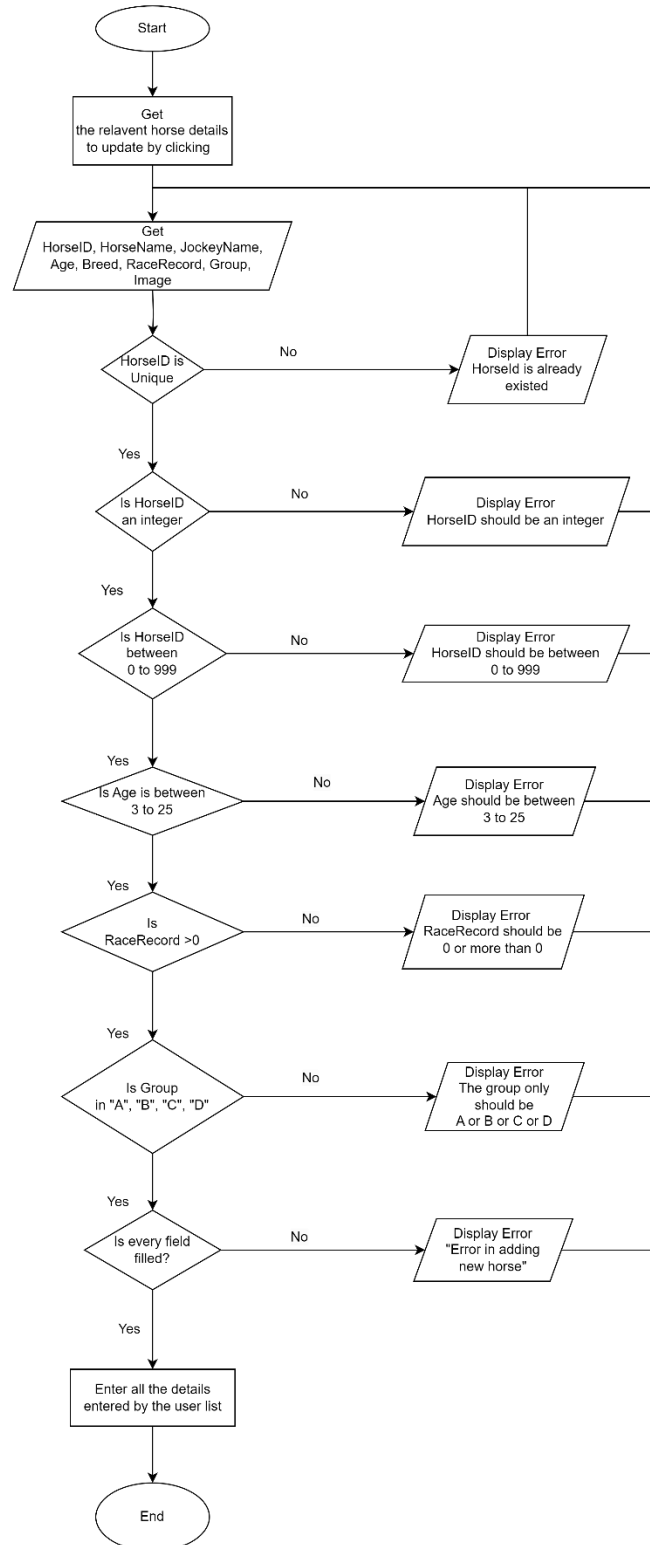 Start
Get
the relavent horse details
to update by clicking
Get
HorseID, HorseName, JockeyName,
Age, Breed, RaceRecord, Group,
Image
HorseID is
Unique
No
Display Error
HorseId is already
existed
Yes
Is HorseID
an integer
No
Display Error
HorseID should be an integer
Yes
Is HorseID
between
0 to 999
No
Display Error
HorseID should be between
0 to 999
Yes
Is Age is between
3 to 25
No
Display Error
Age should be between
3 to 25
Yes
Is
RaceRecord >0
No
Display Error
RaceRecord should be
0 or more than 0
Yes
Is Group
in "A", "B", "C", "D"
No
Display Error
The group only
should be
A or B or C or D
Yes
Is every field
filled?
No
Display Error
"Error in adding
new horse"
Yes
Enter all the details
entered by the user list
End